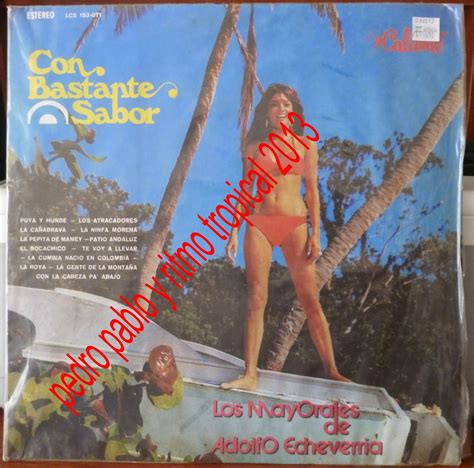 ESTEREO
LCS 153-071
Con
Bastante
Sabor
PUYA Y HUNDE — LOS ATRACADORES
LA CAÑABRAVA — LA NINFA MORENA
LA PEPITA DE MAMEY — PATIO ANDALUZ
EL BOCACHICO — TE VOY A LLEVAR
— LA CUMBIA NACIO EN COLOMBIA —
LA ROYA — LA GENTE DE LA MONTAÑA
CON LA CABEZA PA' ABAJO
pedro pablo y ritmo tropical 2013
Los Mayorales
de
Adolfo Echeverria